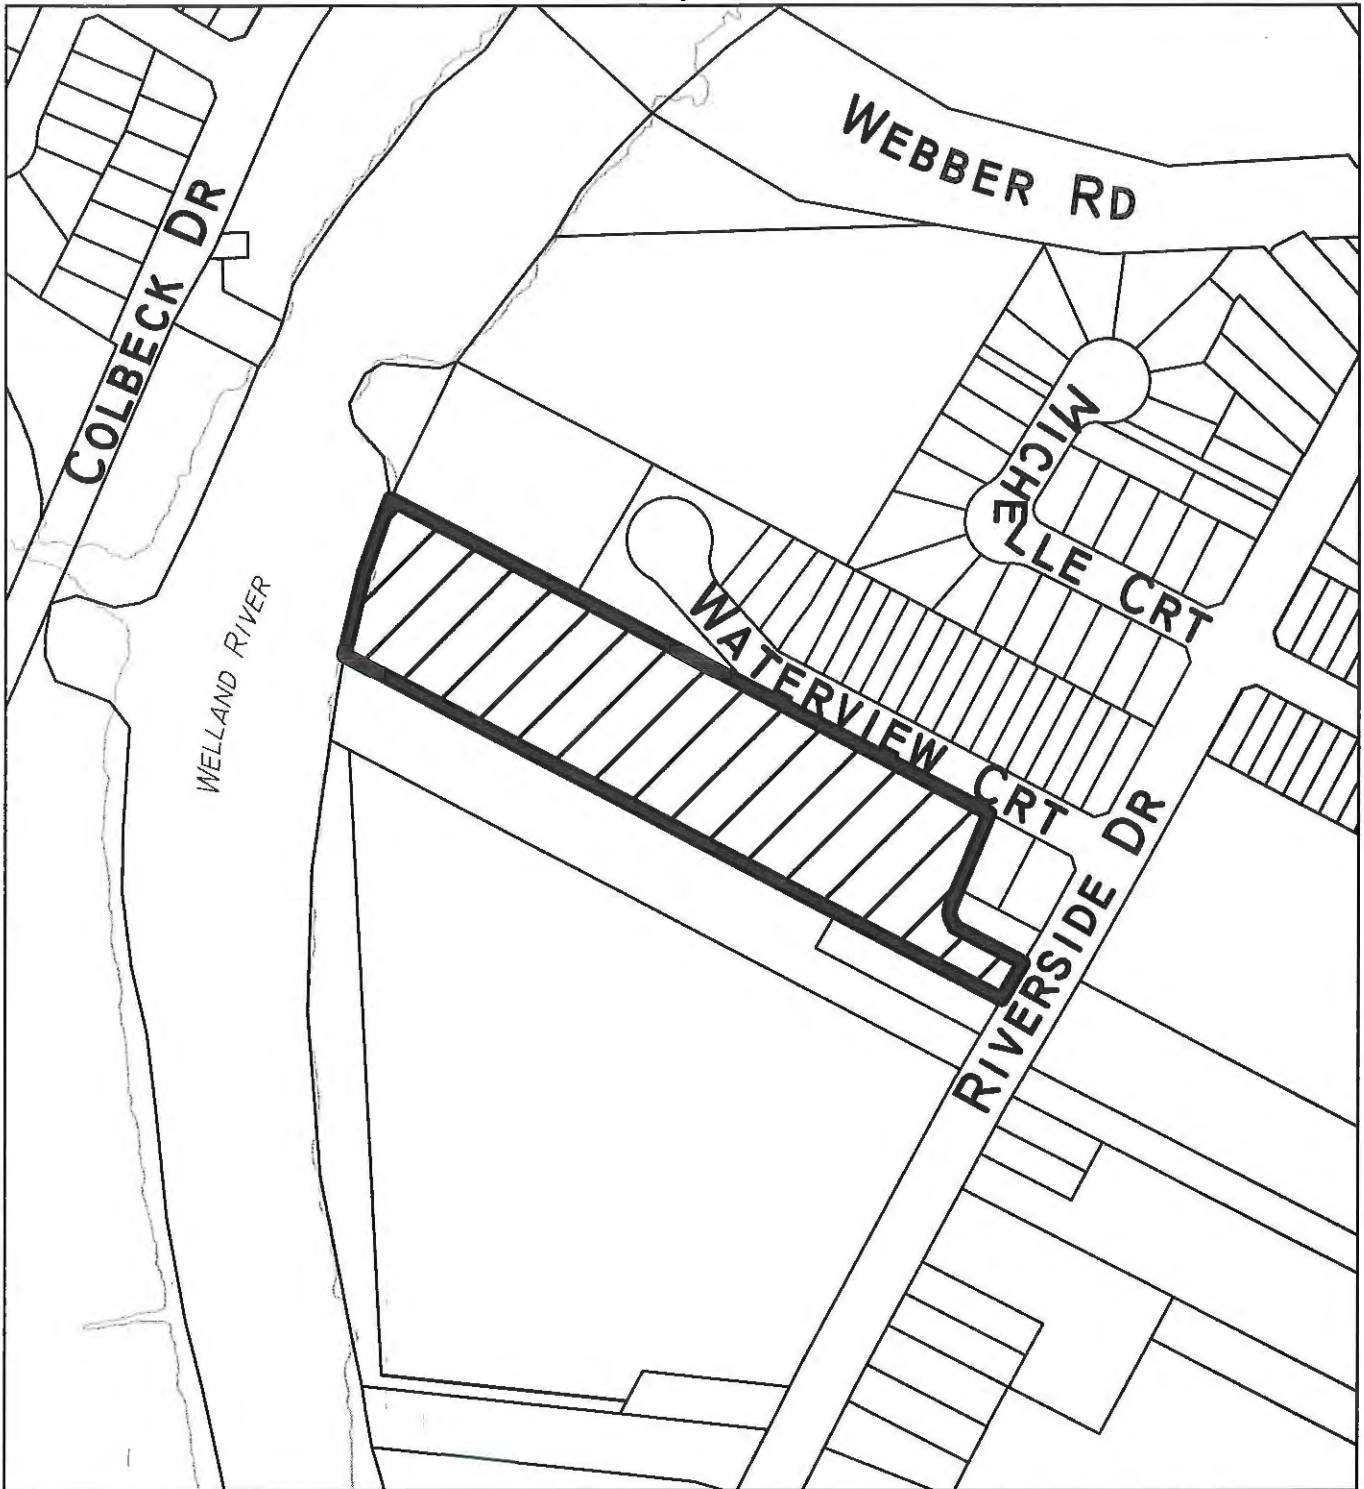 WEBBER RD
COLBECK DR
MICHELLE CRT
WELLAND RIVER
WATERVIEW CRT
RIVERSIDE DR